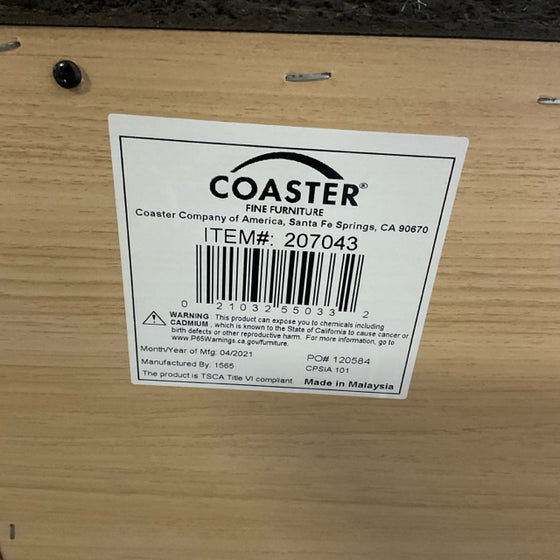 COASTER®
FINE FURNITURE
Coaster Company of America, Santa Fe Springs, CA 90670
ITEM#: 207043
0 21032 55033 2
WARNING: This product can expose you to chemicals including
CADMIUM, which is known to the State of California to cause cancer or
birth defects or other reproductive harm. For more information, go to
www.P65Warnings.ca.gov/furniture.
Month/Year of Mfg: 04/2021
PO# 120584
Manufactured By: 1565
CPSIA 101
The product is TSCA Title VI compliant.
Made in Malaysia